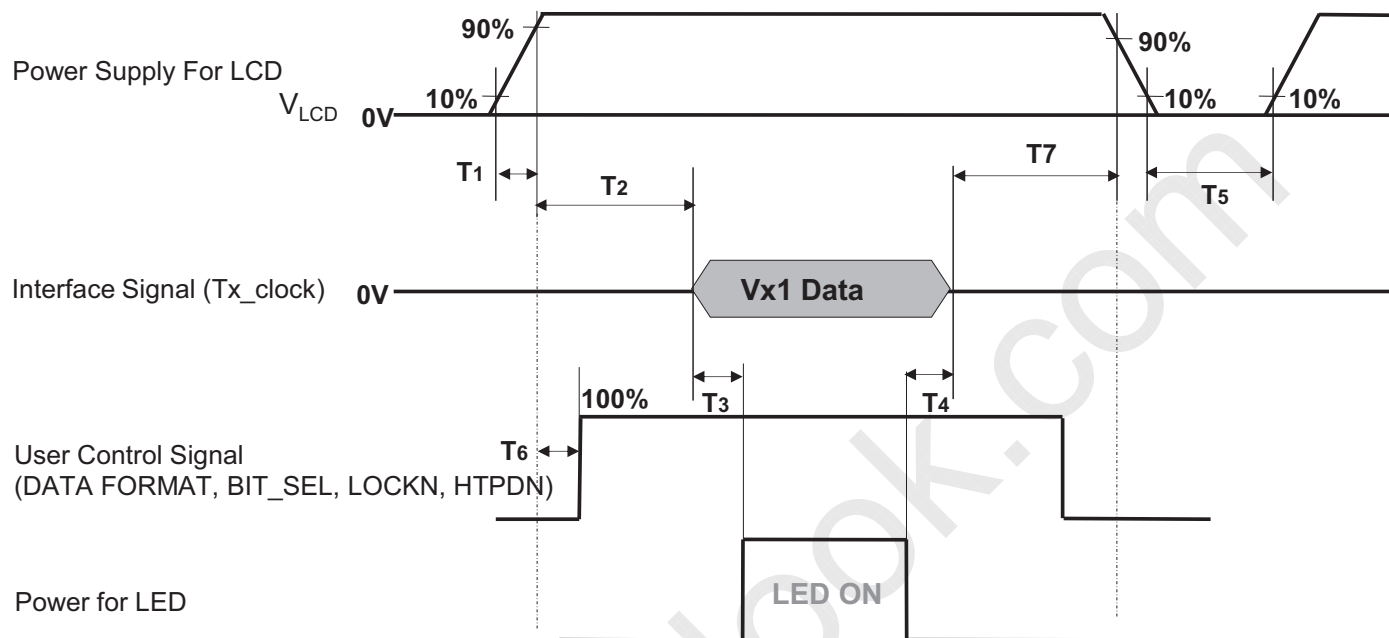 90%
90%
Power Supply For LCD
10%
10%
10%
VLCD
0V
T1
T2
T7
T5
Interface Signal (Tx_clock)
0V
Vx1 Data
T3
T4
100%
T6
User Control Signal
(DATA FORMAT, BIT_SEL, LOCKN, HTPDN)
LED ON
Power for LED
look.com